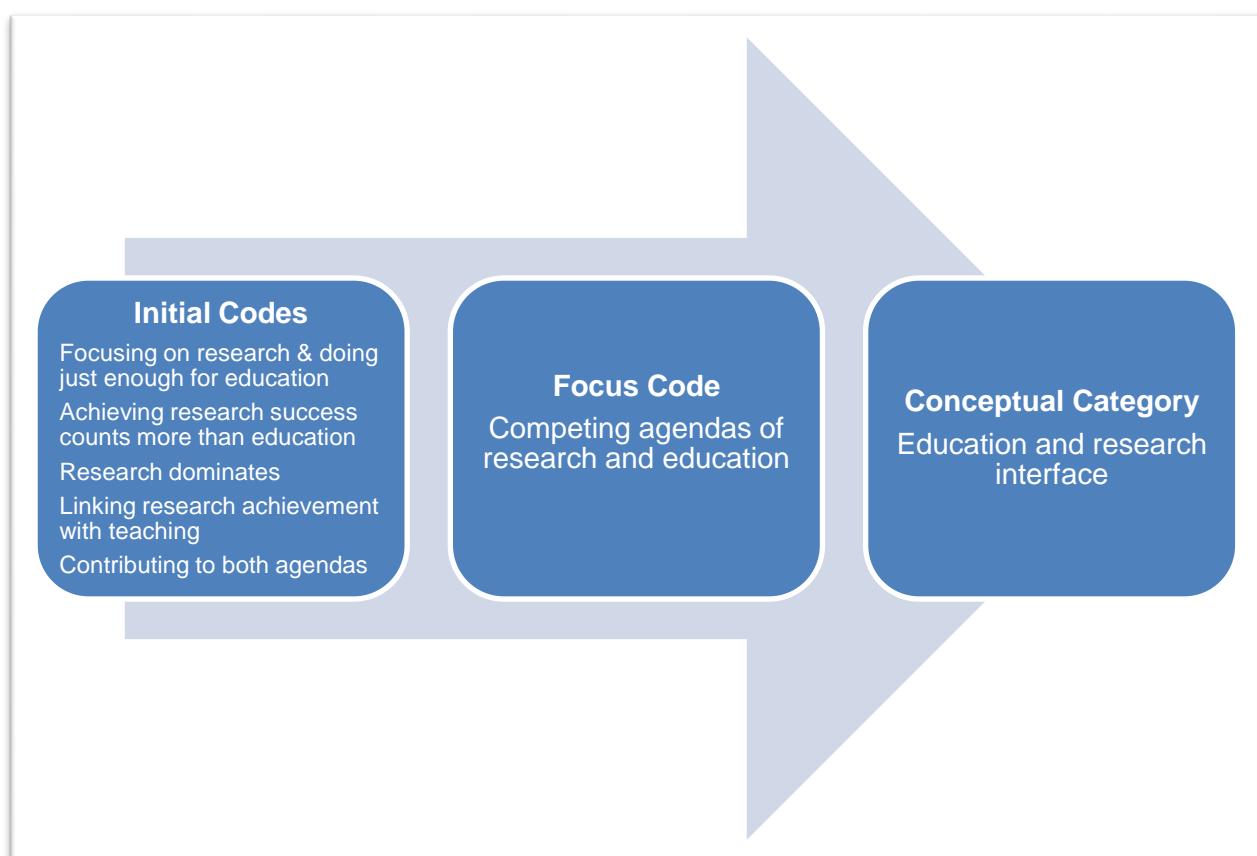 Initial Codes
Focusing on research & doing
just enough for education
Achieving research success
counts more than education
Research dominates
Linking research achievement
with teaching
Contributing to both agendas
Focus Code
Competing agendas of
research and education
Conceptual Category
Education and research
interface